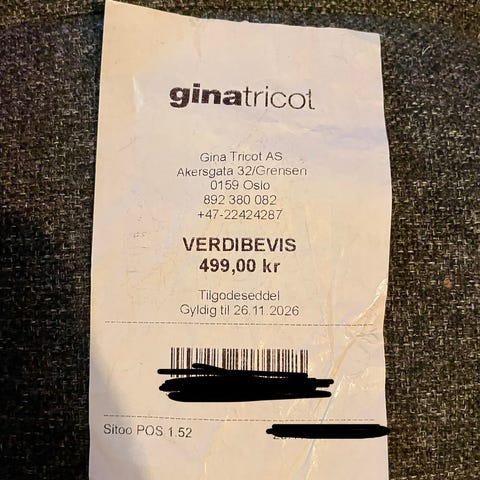 ginatricot
Gina Tricot AS
Akersgata 32/Grensen
0159 Oslo
892 380 082
+47-22424287
VERDIBEVIS
499,00 kr
Tilgodeseddel
Gyldig til 26.11.2026
Sitoo POS 1.52